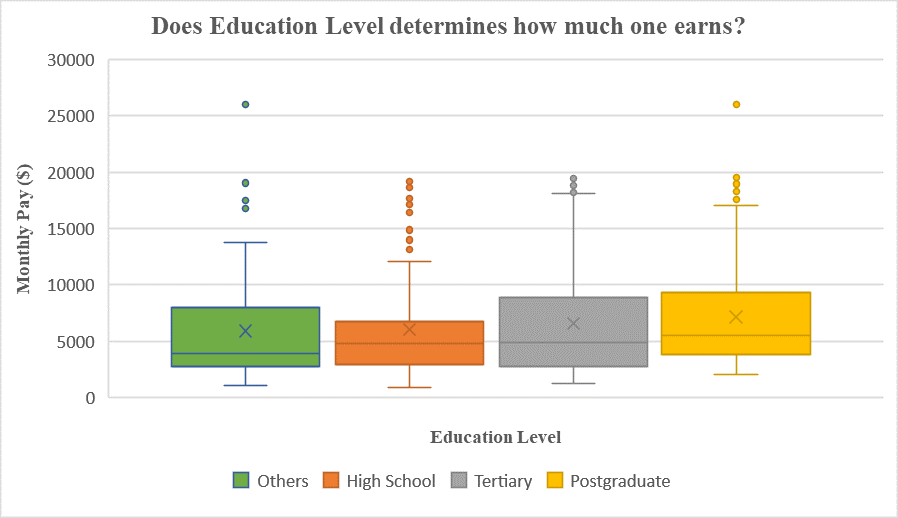 Does Education Level determines how much one earns?
30000
25000
20000
15000
10000
5000
0
Monthly Pay ($)
Education Level
Others High School Tertiary Postgraduate